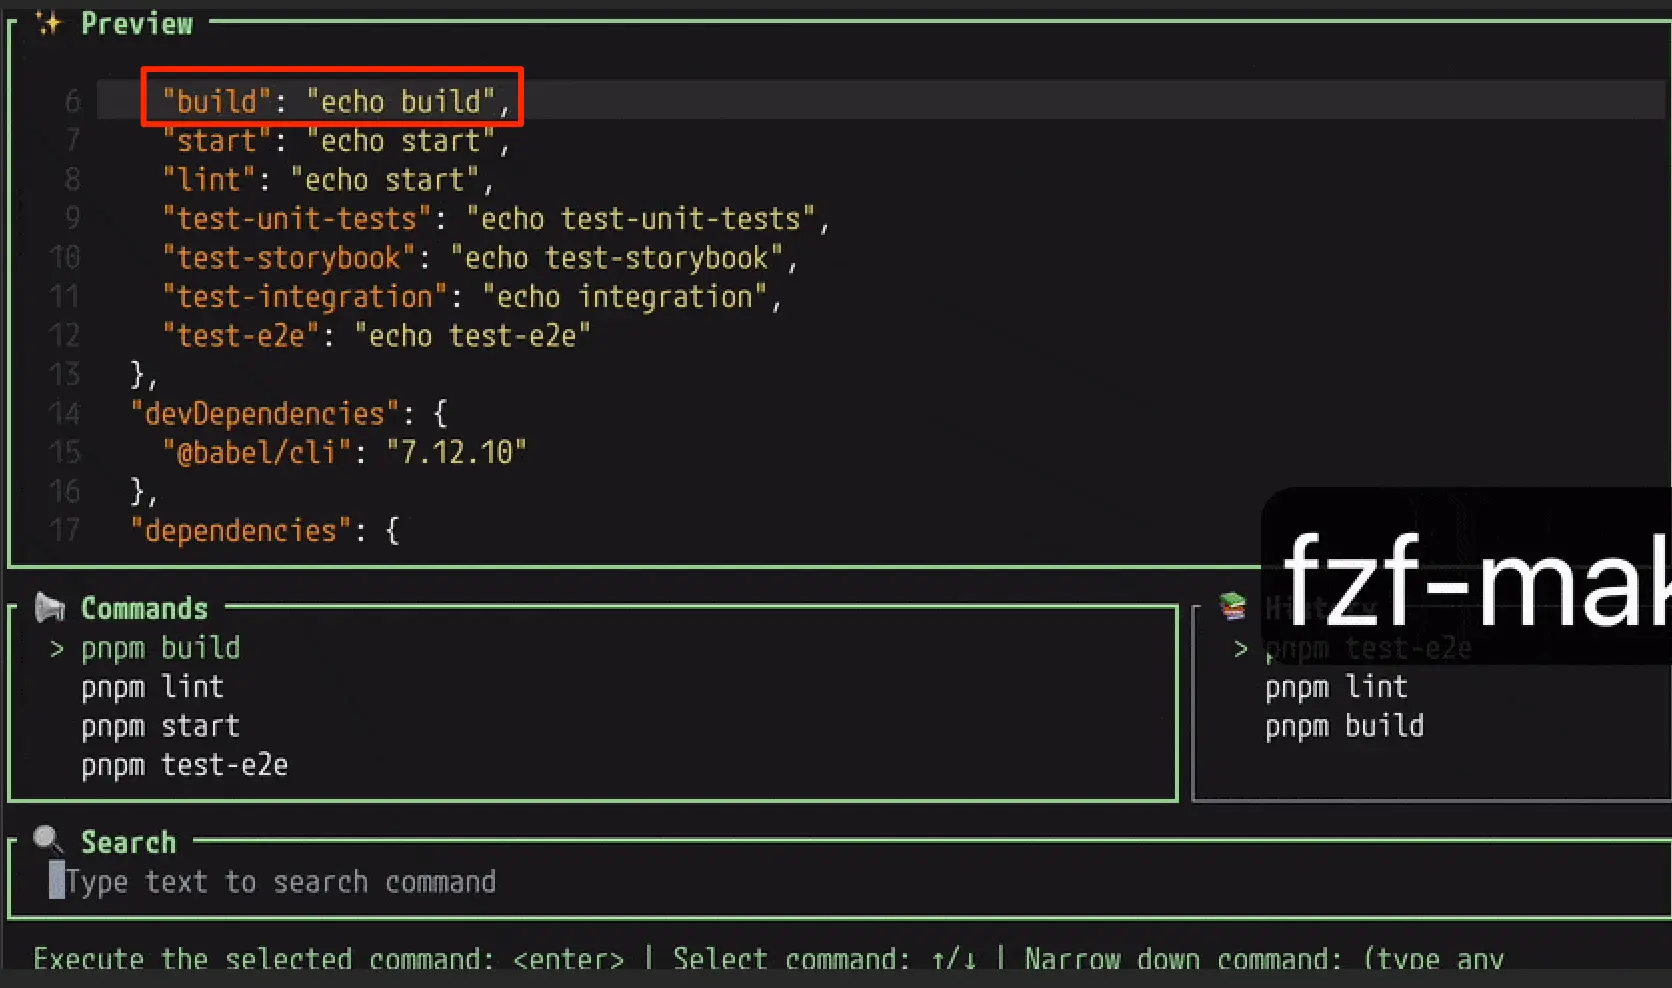 Preview
6 "build": "echo build",
7 "start": "echo start",
8 "lint": "echo start",
9 "test-unit-tests": "echo test-unit-tests",
10 "test-storybook": "echo test-storybook",
11 "test-integration": "echo integration",
12 "test-e2e": "echo test-e2e"
13 },
14 "devDependencies": {
15 "@babel/cli": "7.12.10"
16 },
17 "dependencies": {
fzf-mak
Commands
> pnpm build
pnpm lint
pnpm start
pnpm test-e2e
History
> pnpm test-e2e
pnpm lint
pnpm build
Search
Type text to search command
Execute the selected command: <enter> | Select command: ↑/↓ | Narrow down command: (type any